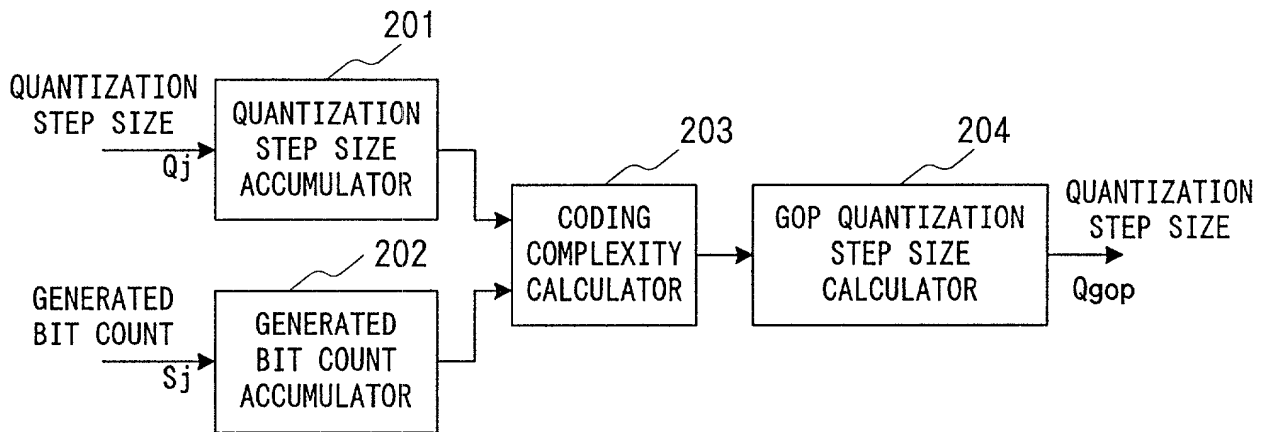 201
QUANTIZATION
STEP SIZE
Qj
QUANTIZATION
STEP SIZE
ACCUMULATOR
203
204
CODING
COMPLEXITY
CALCULATOR
GOP QUANTIZATION
STEP SIZE
CALCULATOR
QUANTIZATION
STEP SIZE
Qgop
202
GENERATED
BIT COUNT
Sj
GENERATED
BIT COUNT
ACCUMULATOR